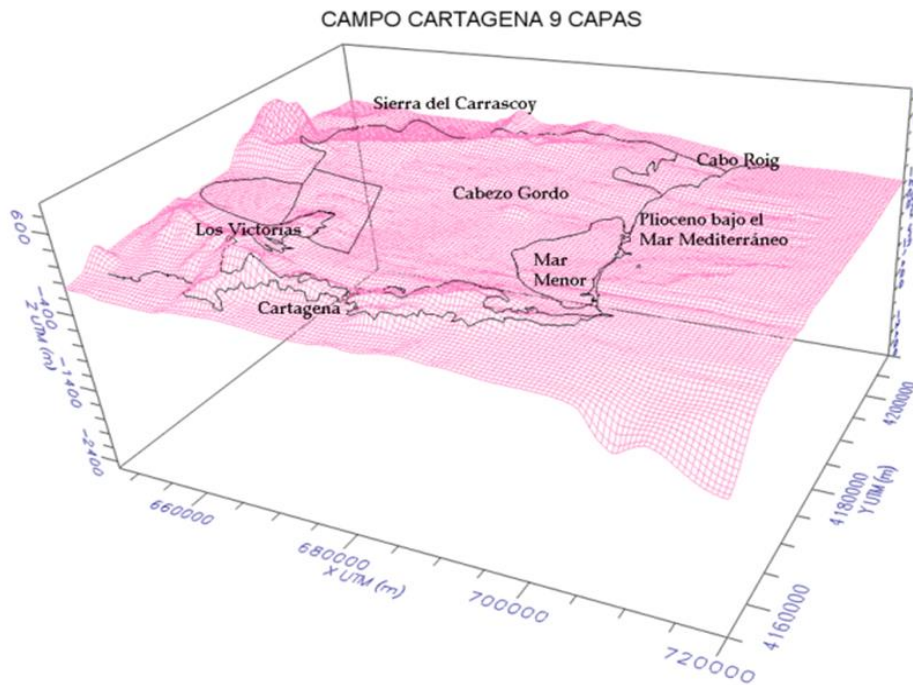 CAMPO CARTAGENA 9 CAPAS
Sierra del Carrascoy
Cabo Roig
Cabezo Gordo
Plioceno bajo el
Mar Mediterráneo
Los Victorias
Mar
Menor
Cartagena
600
-400
-1400
-2400
Z UTM (m)
660000
680000
700000
720000
X UTM (m)
4160000
4180000
4200000
Y UTM (m)